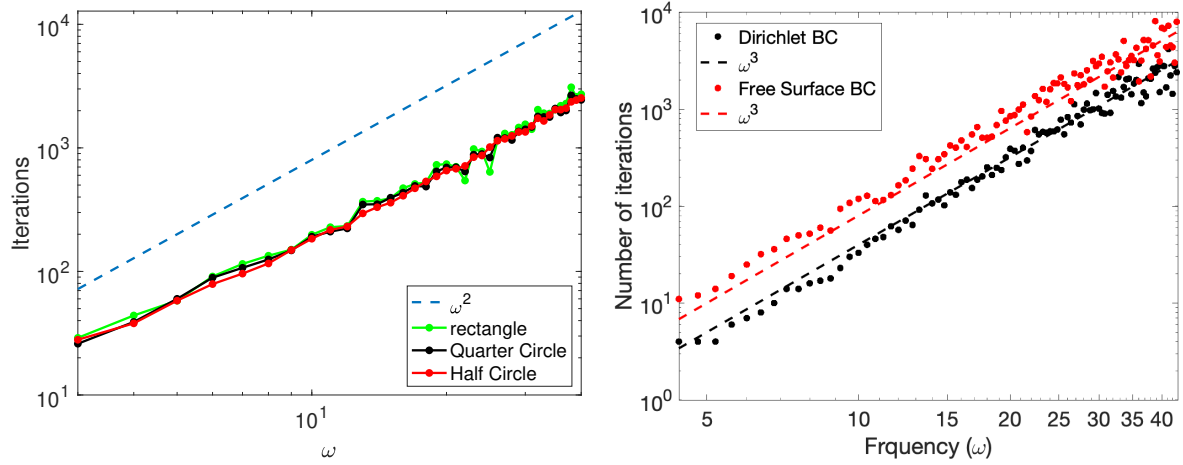 Iterations
10^4
10^3
10^2
10^1
10^1
ω
ω^2
rectangle
Quarter Circle
Half Circle
Number of iterations
10^4
10^3
10^2
10^1
10^0
5
10
15
20
25
30
35
40
Frquency (ω)
Dirichlet BC
ω^3
Free Surface BC
ω^3